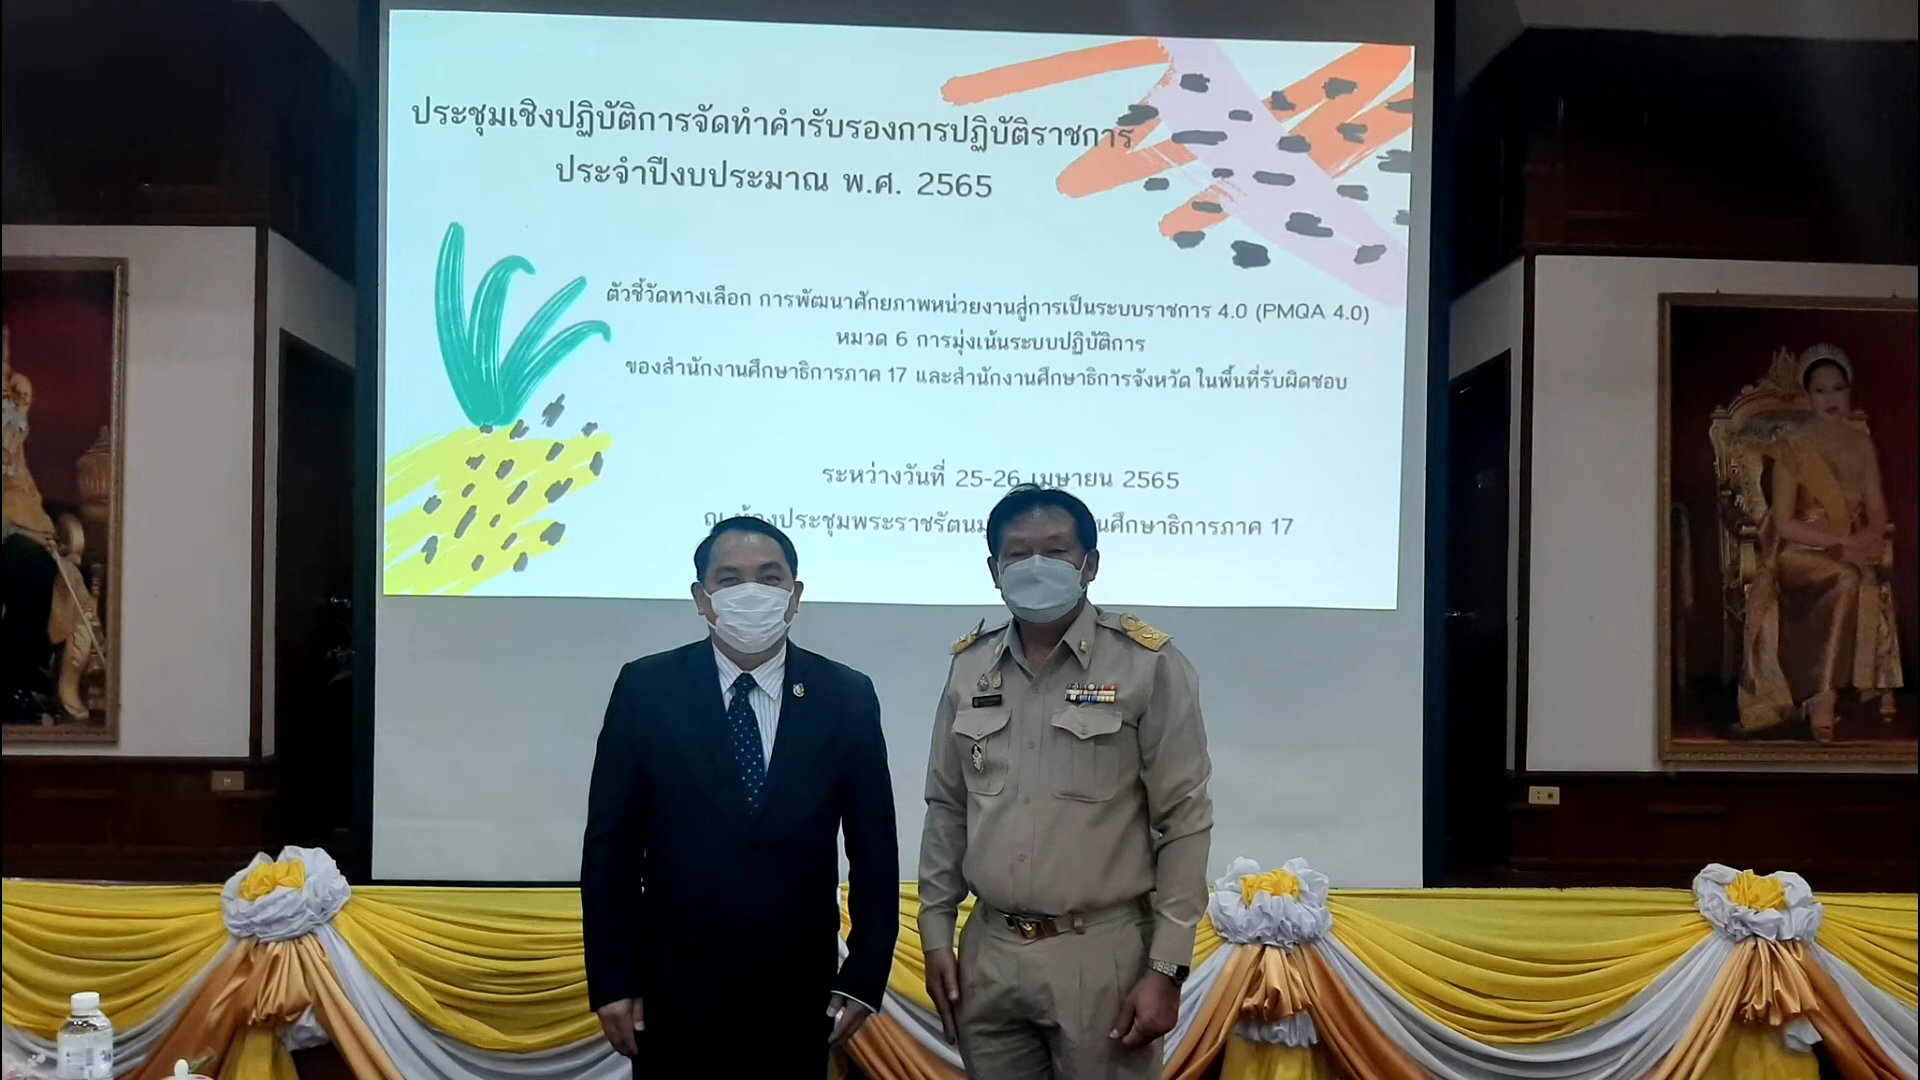 ประชุมเชิงปฏิบัติการจัดทำคำรับรองการปฏิบัติราชการ
ประจำปีงบประมาณ พ.ศ. 2565
ตัวชี้วัดทางเลือก การพัฒนาศักยภาพหน่วยงานสู่การเป็นระบบราชการ 4.0 (PMQA 4.0)
หมวด 6 การมุ่งเน้นระบบปฏิบัติการ
ของสำนักงานศึกษาธิการภาค 17 และสำนักงานศึกษาธิการจังหวัด ในพื้นที่รับผิดชอบ
ระหว่างวันที่ 25-26 เมษายน 2565
ณ ห้องประชุมพระราชรัตนมุ นศึกษาธิการภาค 17